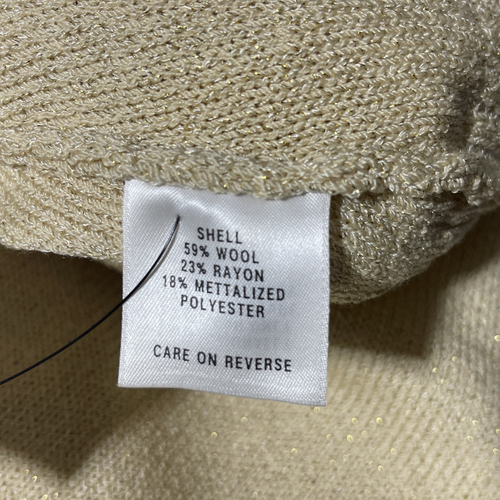 SHELL
59% WOOL
23% RAYON
18% METTALIZED
POLYESTER
CARE ON REVERSE